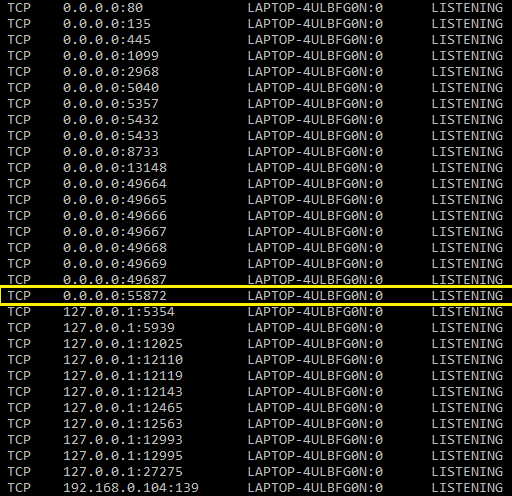 TCP 0.0.0.0:80 LAPTOP-4ULBFG0N:0 LISTENING
TCP 0.0.0.0:135 LAPTOP-4ULBFG0N:0 LISTENING
TCP 0.0.0.0:445 LAPTOP-4ULBFG0N:0 LISTENING
TCP 0.0.0.0:1099 LAPTOP-4ULBFG0N:0 LISTENING
TCP 0.0.0.0:2968 LAPTOP-4ULBFG0N:0 LISTENING
TCP 0.0.0.0:5040 LAPTOP-4ULBFG0N:0 LISTENING
TCP 0.0.0.0:5357 LAPTOP-4ULBFG0N:0 LISTENING
TCP 0.0.0.0:5432 LAPTOP-4ULBFG0N:0 LISTENING
TCP 0.0.0.0:5433 LAPTOP-4ULBFG0N:0 LISTENING
TCP 0.0.0.0:8733 LAPTOP-4ULBFG0N:0 LISTENING
TCP 0.0.0.0:13148 LAPTOP-4ULBFG0N:0 LISTENING
TCP 0.0.0.0:49664 LAPTOP-4ULBFG0N:0 LISTENING
TCP 0.0.0.0:49665 LAPTOP-4ULBFG0N:0 LISTENING
TCP 0.0.0.0:49666 LAPTOP-4ULBFG0N:0 LISTENING
TCP 0.0.0.0:49667 LAPTOP-4ULBFG0N:0 LISTENING
TCP 0.0.0.0:49668 LAPTOP-4ULBFG0N:0 LISTENING
TCP 0.0.0.0:49669 LAPTOP-4ULBFG0N:0 LISTENING
TCP 0.0.0.0:49687 LAPTOP-4ULBFG0N:0 LISTENING
TCP 0.0.0.0:55872 LAPTOP-4ULBFG0N:0 LISTENING
TCP 127.0.0.1:5354 LAPTOP-4ULBFG0N:0 LISTENING
TCP 127.0.0.1:5939 LAPTOP-4ULBFG0N:0 LISTENING
TCP 127.0.0.1:12025 LAPTOP-4ULBFG0N:0 LISTENING
TCP 127.0.0.1:12110 LAPTOP-4ULBFG0N:0 LISTENING
TCP 127.0.0.1:12119 LAPTOP-4ULBFG0N:0 LISTENING
TCP 127.0.0.1:12143 LAPTOP-4ULBFG0N:0 LISTENING
TCP 127.0.0.1:12465 LAPTOP-4ULBFG0N:0 LISTENING
TCP 127.0.0.1:12563 LAPTOP-4ULBFG0N:0 LISTENING
TCP 127.0.0.1:12993 LAPTOP-4ULBFG0N:0 LISTENING
TCP 127.0.0.1:12995 LAPTOP-4ULBFG0N:0 LISTENING
TCP 127.0.0.1:27275 LAPTOP-4ULBFG0N:0 LISTENING
TCP 192.168.0.104:139 LAPTOP-4ULBFG0N:0 LISTENING